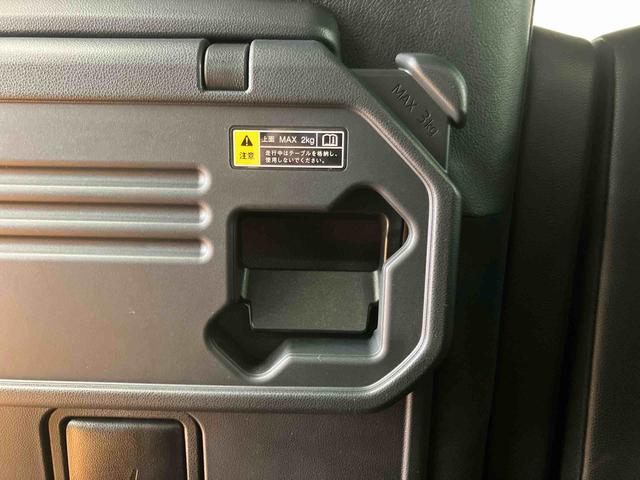 MAX 3kg
注意
上面 MAX 2kg
走行中はテーブルを格納し、
使用しないでください。